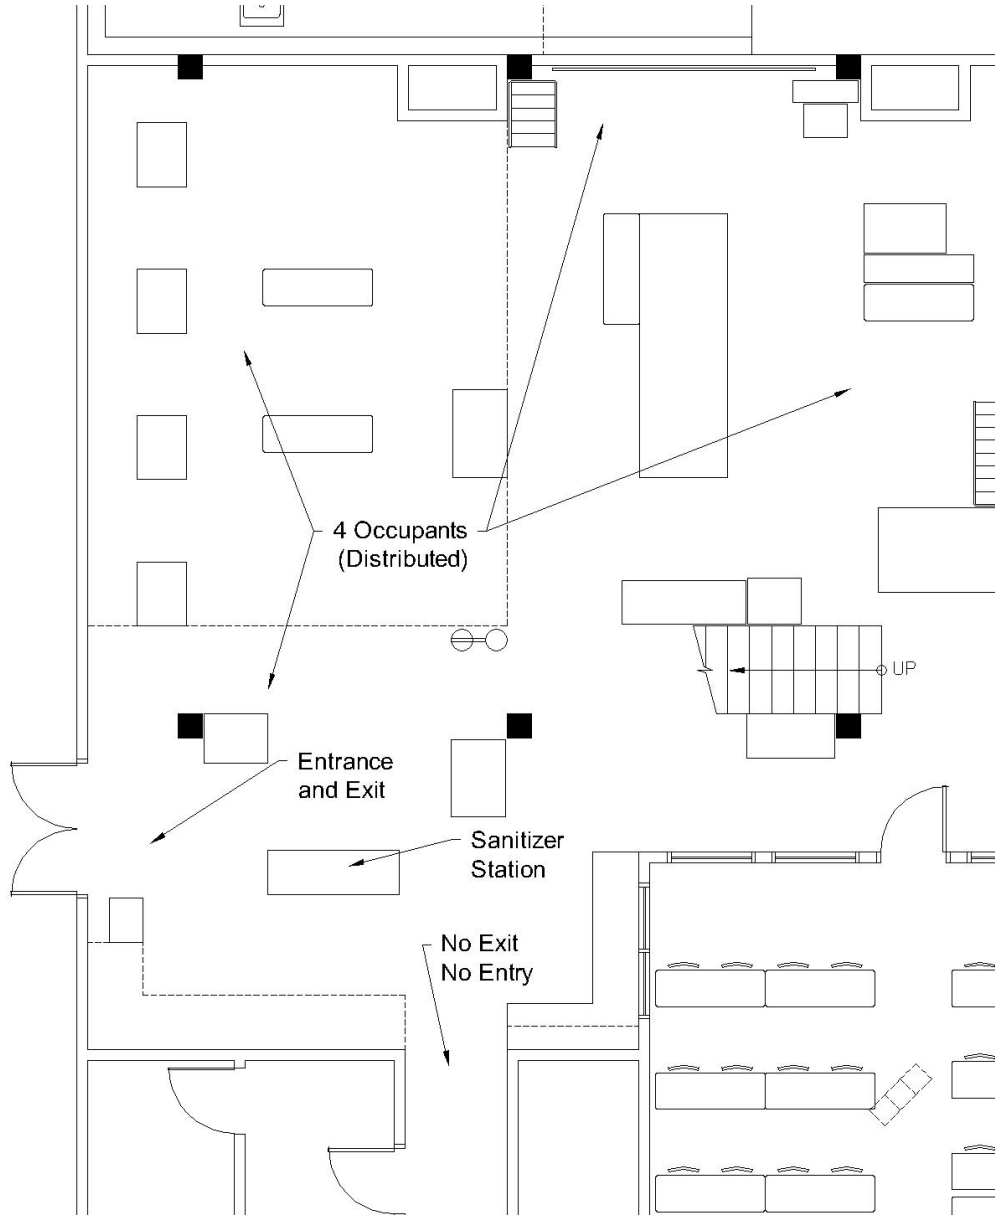 4 Occupants
(Distributed)
UP
Entrance
and Exit
Sanitizer
Station
No Exit
No Entry